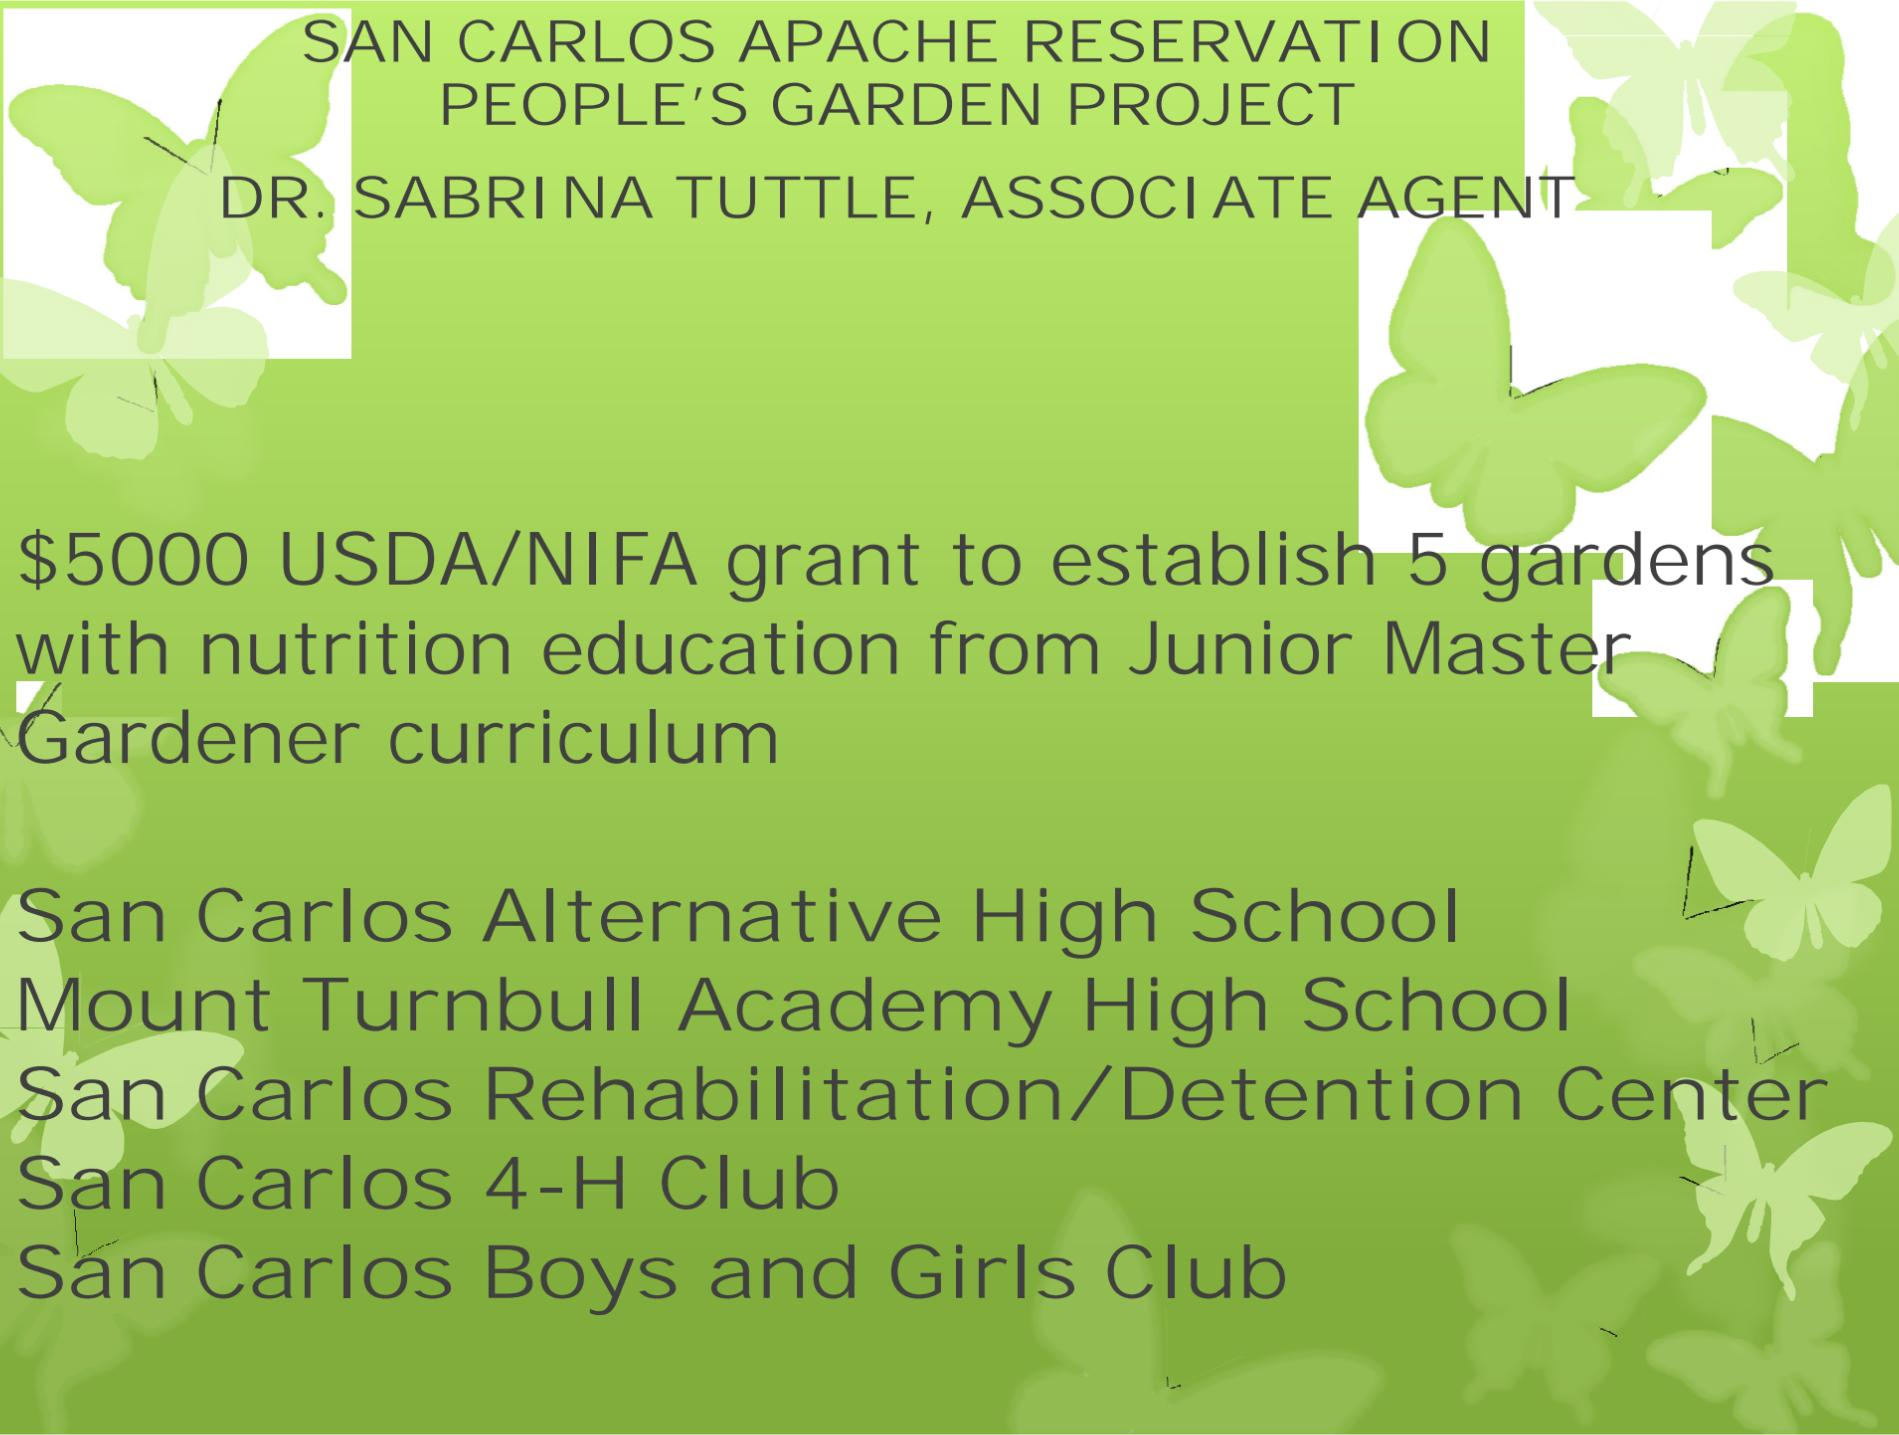 SAN CARLOS APACHE RESERVATION
PEOPLE’S GARDEN PROJECT
DR. SABRINA TUTTLE, ASSOCIATE AGENT
$5000 USDA/NIFA grant to establish 5 gardens
with nutrition education from Junior Master
Gardener curriculum
San Carlos Alternative High School
Mount Turnbull Academy High School
San Carlos Rehabilitation/Detention Center
San Carlos 4-H Club
San Carlos Boys and Girls Club